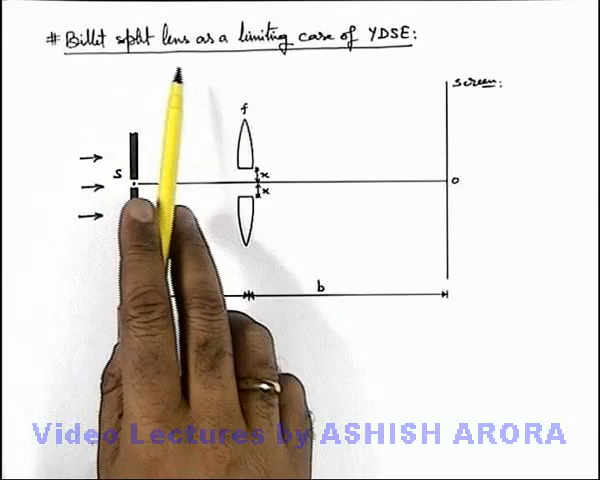 # Billet split lens as a limiting case of YDSE:
screen:
f
S
x
x
O
b
Video Lectures by ASHISH ARORA